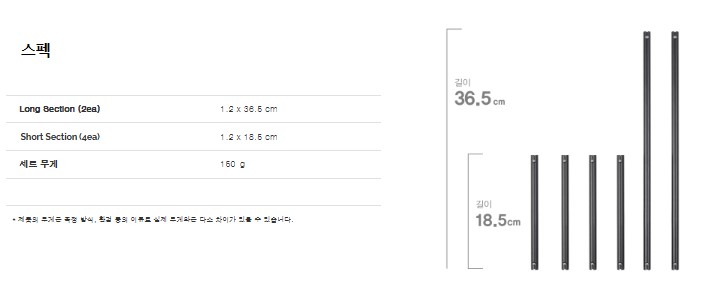 스펙
Long Section (2ea) 1.2 x 36.5 cm
Short Section (4ea) 1.2 x 18.5 cm
세트 무게 150 g
* 제품의 무게는 측정 방식, 환경 등의 이유로 실제 무게와는 다소 차이가 있을 수 있습니다.
길이
36.5cm
길이
18.5cm